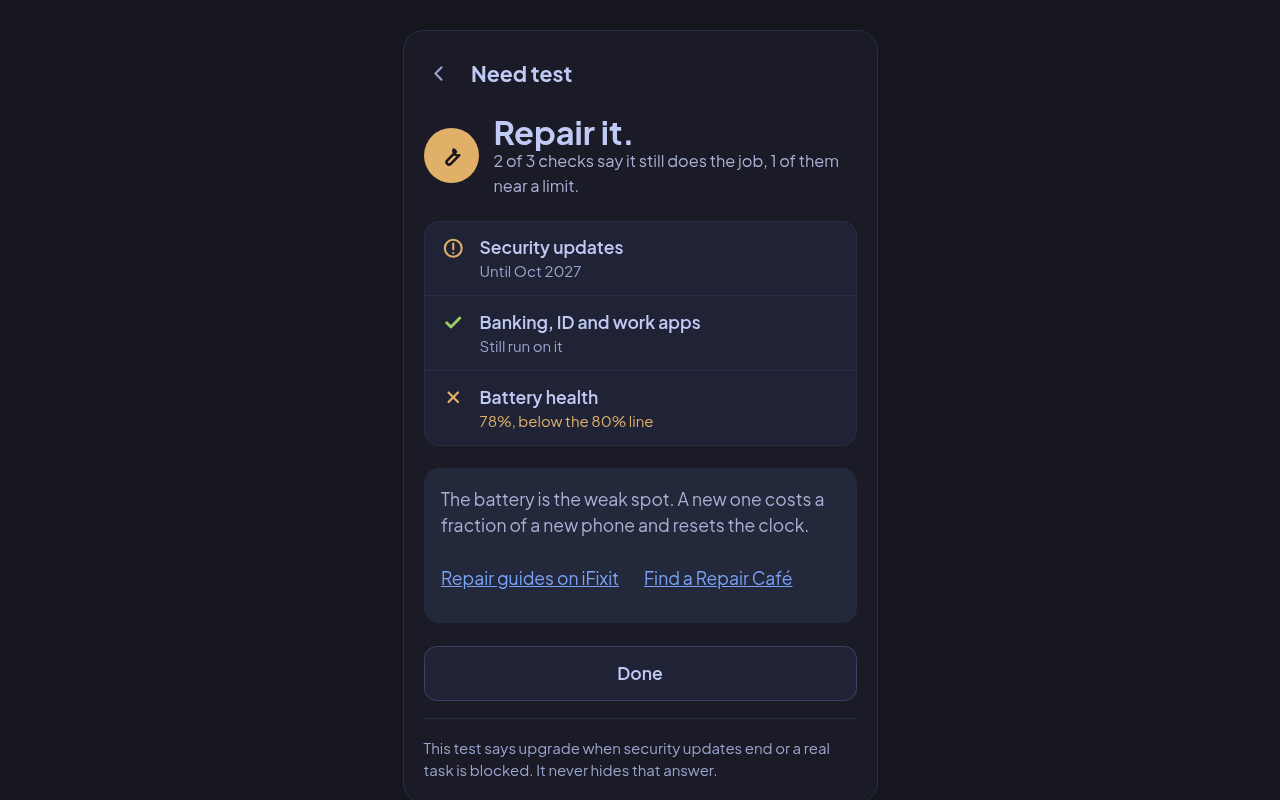 Need test
Repair it.
2 of 3 checks say it still does the job, 1 of them
near a limit.
Security updates
Until Oct 2027
Banking, ID and work apps
Still run on it
Battery health
78%, below the 80% line
The battery is the weak spot. A new one costs a
fraction of a new phone and resets the clock.
Repair guides on iFixit Find a Repair Café
Done
This test says upgrade when security updates end or a real
task is blocked. It never hides that answer.